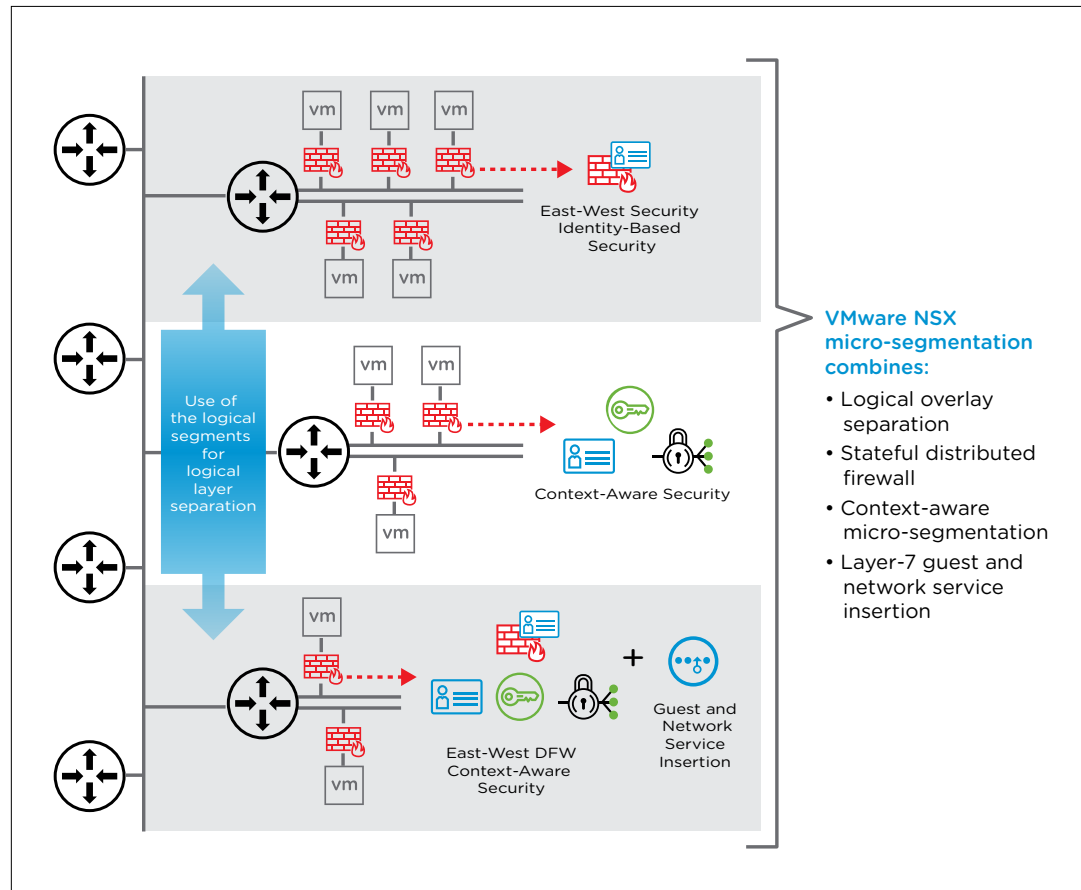 vm vm vm
East-West Security
Identity-Based
Security
vm vm
Use of
the logical
segments
for
logical
layer
separation
vm vm
Context-Aware Security
vm
VMware NSX
micro-segmentation
combines:
• Logical overlay
separation
• Stateful distributed
firewall
• Context-aware
micro-segmentation
• Layer-7 guest and
network service
insertion
vm
+
East-West DFW
Context-Aware
Security
Guest and
Network
Service
Insertion
vm